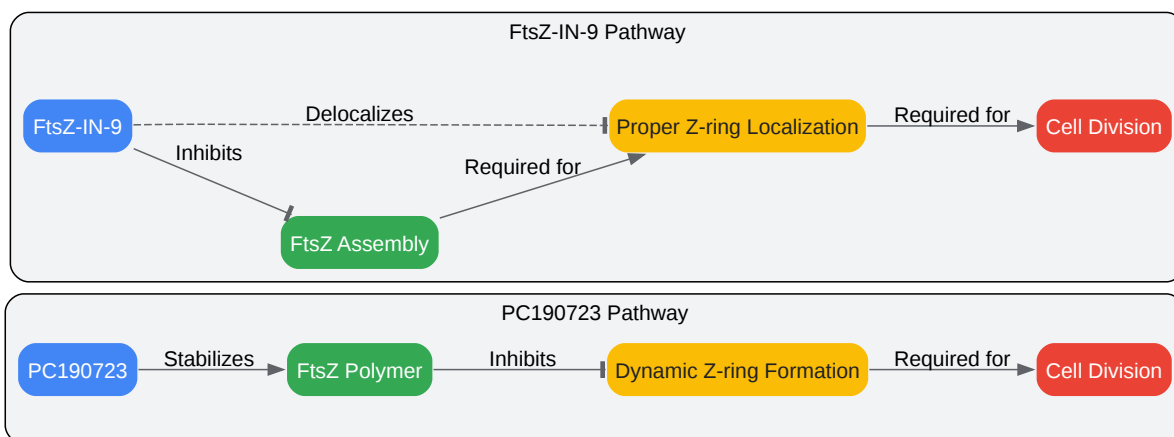 FtsZ-IN-9 Pathway
Delocalizes
Required for
FtsZ-IN-9
Proper Z-ring Localization
Cell Division
Inhibits
Required for
FtsZ Assembly
PC190723 Pathway
Stabilizes
Inhibits
Required for
PC190723
FtsZ Polymer
Dynamic Z-ring Formation
Cell Division